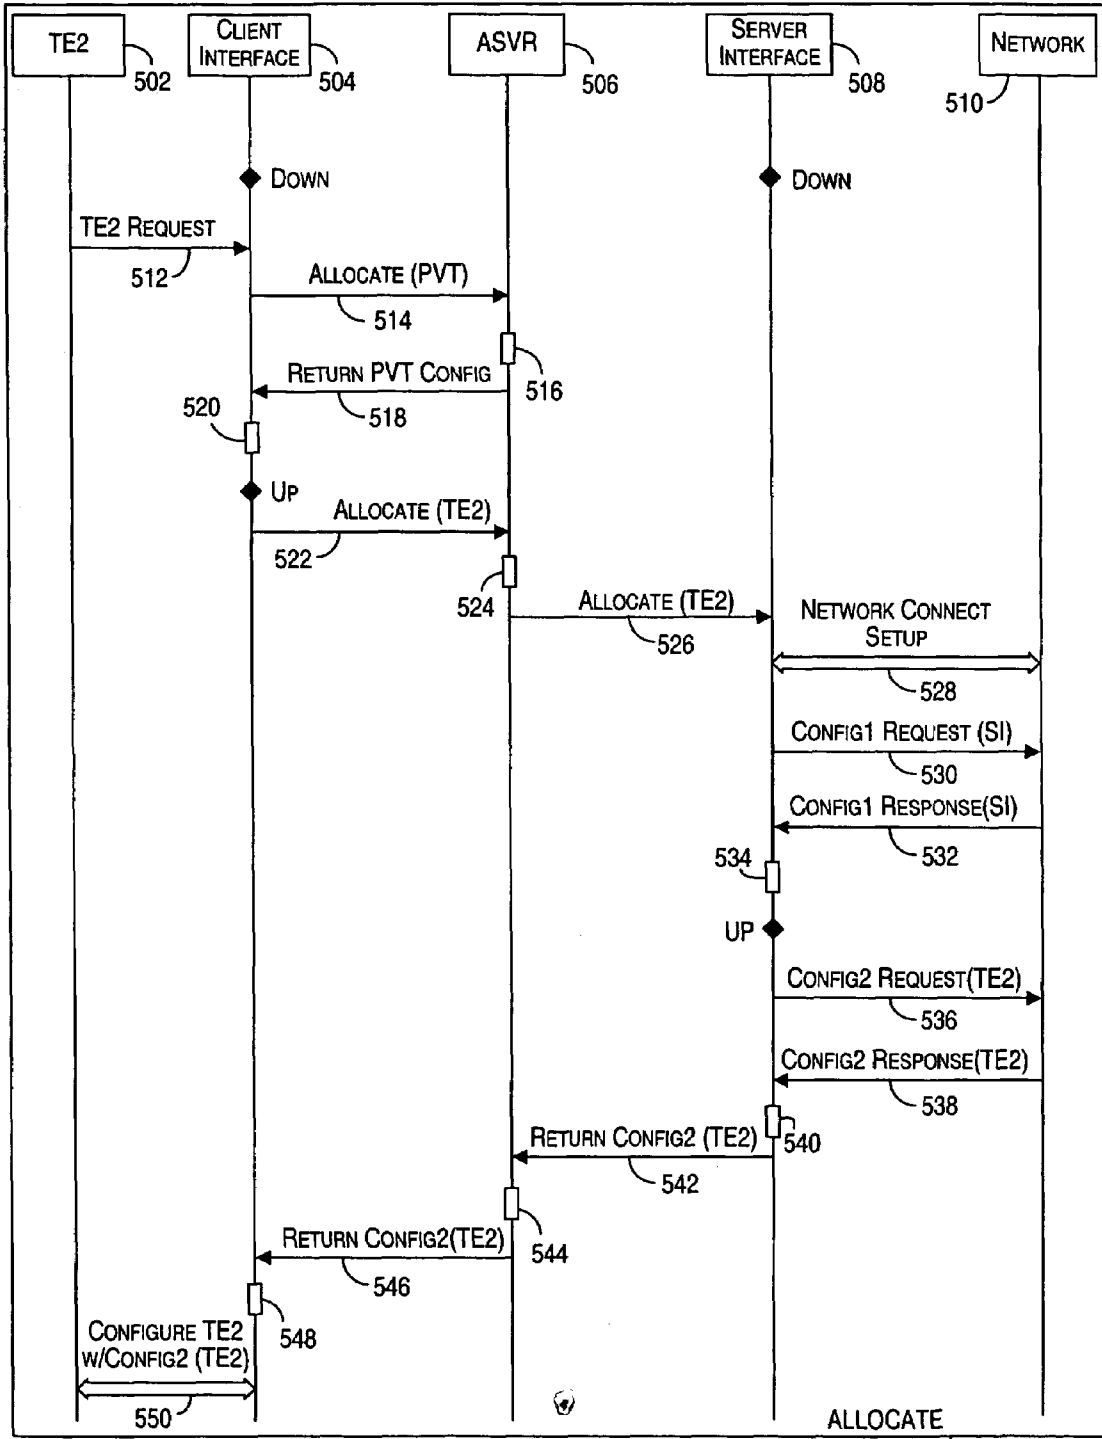 TE2
502
CLIENT
INTERFACE
504
ASVR
506
SERVER
INTERFACE
508
NETWORK
510
DOWN
DOWN
TE2 REQUEST
512
ALLOCATE (PVT)
514
516
RETURN PVT CONFIG
518
520
UP
ALLOCATE (TE2)
522
524
ALLOCATE (TE2)
526
NETWORK CONNECT
SETUP
528
CONFIG1 REQUEST (SI)
530
CONFIG1 RESPONSE(SI)
532
534
UP
CONFIG2 REQUEST(TE2)
536
CONFIG2 RESPONSE(TE2)
538
540
RETURN CONFIG2 (TE2)
542
544
RETURN CONFIG2(TE2)
546
548
CONFIGURE TE2
W/CONFIG2 (TE2)
550
ALLOCATE